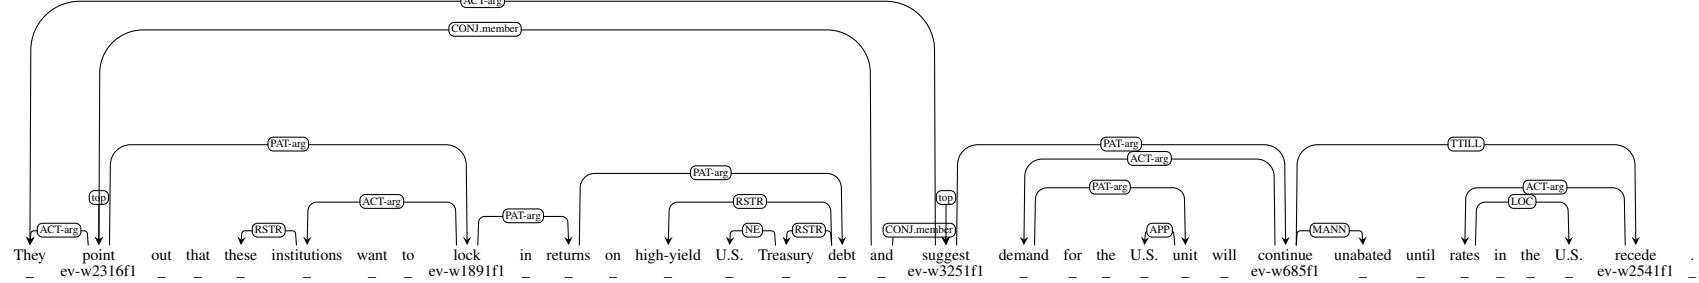 ACT-arg
CONJ.member
PAT-arg PAT-arg TTILL
ACT-arg
PAT-arg
top ACT-arg RSTR top PAT-arg ACT-arg
LOC
PAT-arg
ACT-arg RSTR NE RSTR CONJ.member APP MANN
They point out that these institutions want to lock in returns on high-yield U.S. Treasury debt and suggest demand for the U.S. unit will continue unabated until rates in the U.S. recede .
_ ev-w2316f1 _ _ _ _ _ _ ev-w1891f1 _ _ _ _ _ _ _ _ ev-w3251f1 _ _ _ _ _ _ ev-w685f1 _ _ _ _ _ _ ev-w2541f1 _